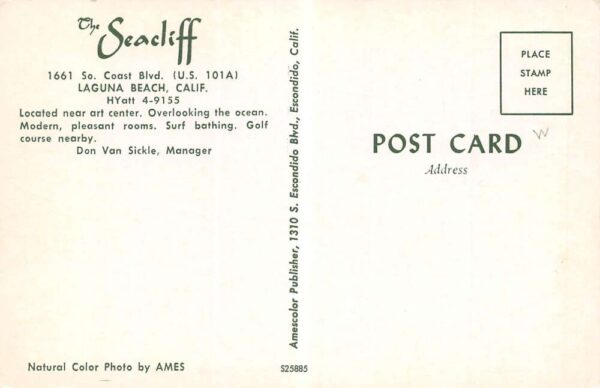 The Seacliff
1661 So. Coast Blvd. (U.S. 101A)
LAGUNA BEACH, CALIF.
HYatt 4-9155
Located near art center. Overlooking the ocean.
Modern, pleasant rooms. Surf bathing. Golf
course nearby.
Don Van Sickle, Manager
Natural Color Photo by AMES
Amescolor Publisher, 1310 S. Escondido Blvd., Escondido, Calif.
S25885
PLACE
STAMP
HERE
POST CARD
W
Address